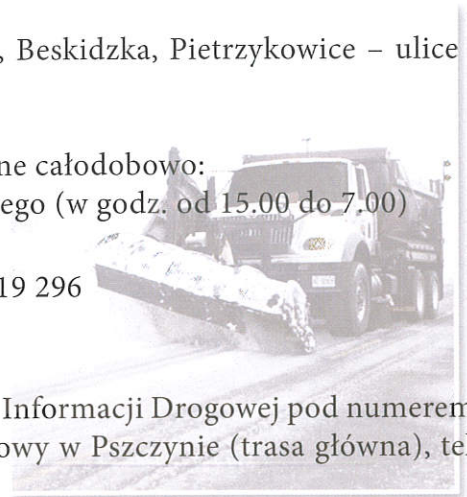 , Beskidzka, Pietrzykowice – ulice
ne całodobowo:
ego (w godz. od 15.00 do 7.00)
19 296
Informacji Drogowej pod numerem
owy w Pszczynie (trasa główna), tel